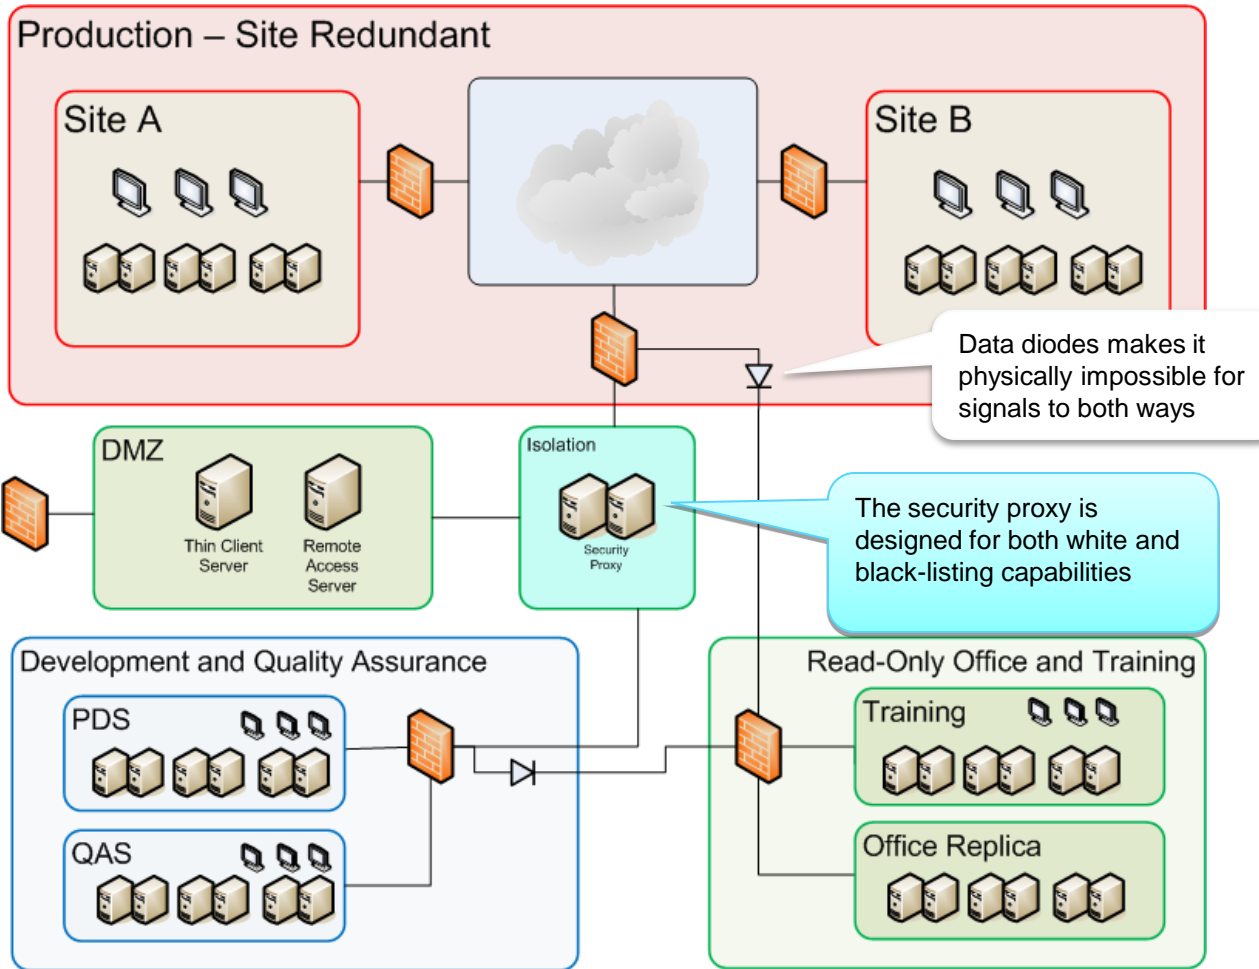 Production – Site Redundant
Site A
Site B
Data diodes makes it
physically impossible for
signals to both ways
DMZ
Thin Client
Server
Remote
Access
Server
Isolation
Security
Proxy
The security proxy is
designed for both white and
black-listing capabilities
Development and Quality Assurance
PDS
QAS
Read-Only Office and Training
Training
Office Replica